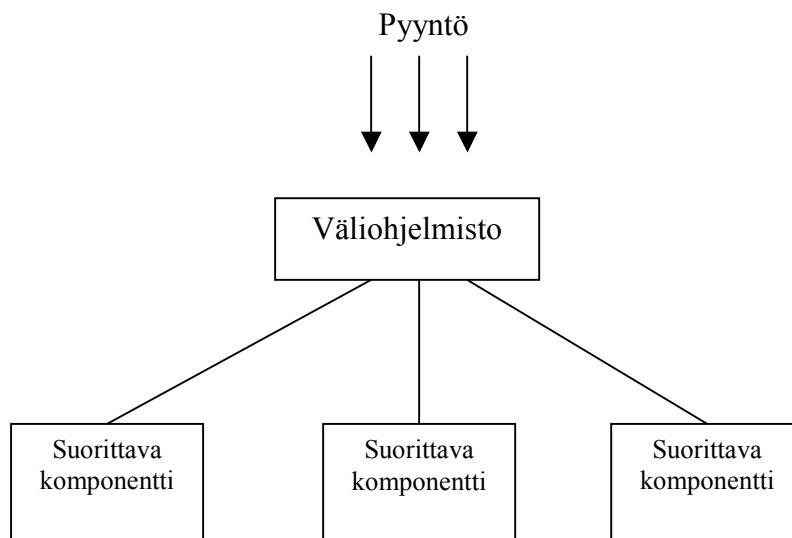 Pyyntö
Väliohjelmisto
Suorittava
komponentti
Suorittava
komponentti
Suorittava
komponentti